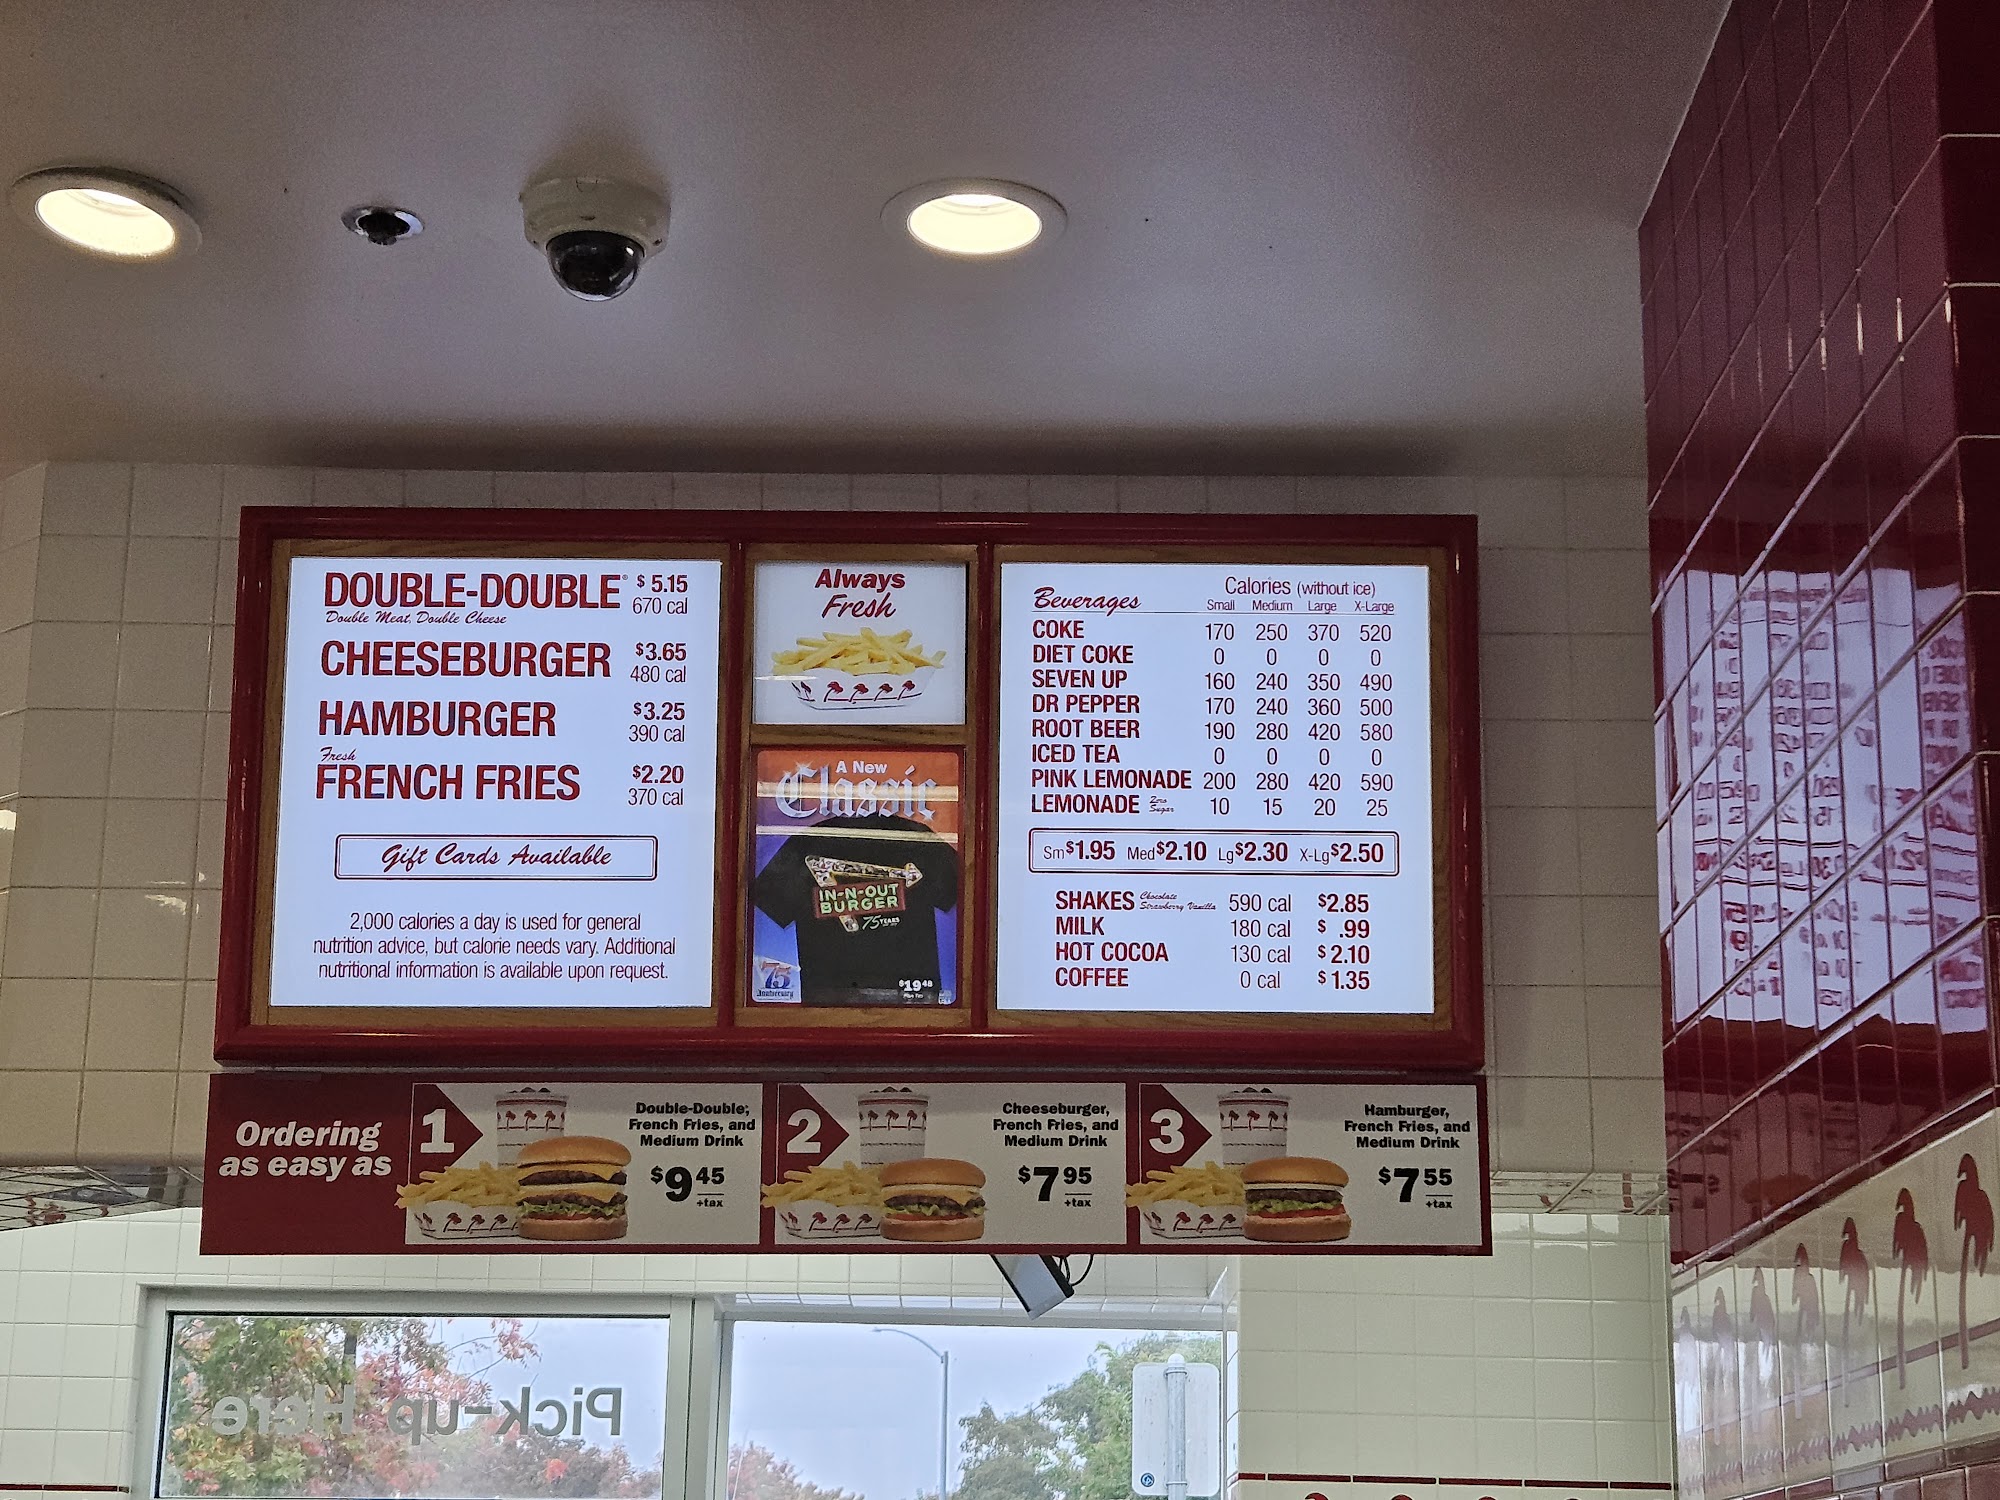 DOUBLE-DOUBLE® $5.15
Double Meat, Double Cheese 670 cal
CHEESEBURGER $3.65
480 cal
HAMBURGER $3.25
390 cal
Fresh
FRENCH FRIES $2.20
370 cal
Gift Cards Available
2,000 calories a day is used for general
nutrition advice, but calorie needs vary. Additional
nutritional information is available upon request.
Always
Fresh
A New
Classic
IN-N-OUT
BURGER
75 YEARS
75
Anniversary
$19.48
Plus Tax
Beverages Calories (without ice)
Small Medium Large X-Large
COKE 170 250 370 520
DIET COKE 0 0 0 0
SEVEN UP 160 240 350 490
DR PEPPER 170 240 360 500
ROOT BEER 190 280 420 580
ICED TEA 0 0 0 0
PINK LEMONADE 200 280 420 590
LEMONADE Zero Sugar 10 15 20 25
Sm $1.95 Med $2.10 Lg $2.30 X-Lg $2.50
SHAKES Chocolate Strawberry Vanilla 590 cal $2.85
MILK 180 cal $ .99
HOT COCOA 130 cal $2.10
COFFEE 0 cal $1.35
Ordering
as easy as
1
Double-Double,
French Fries, and
Medium Drink
$9.45
+tax
2
Cheeseburger,
French Fries, and
Medium Drink
$7.95
+tax
3
Hamburger,
French Fries, and
Medium Drink
$7.55
+tax
Pick-up Here